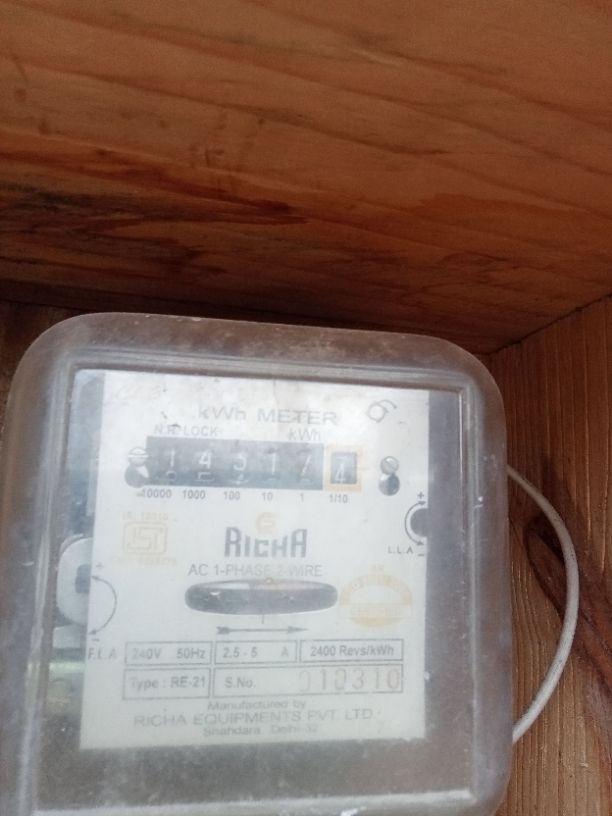 kWh METER
N.R. LOCK kWh
1 4 3 1 7 4
10000 1000 100 10 1 1/10
RICHA
AC 1-PHASE 2-WIRE
L.L.A
F.L.A
240V 50Hz 2.5 - 5 A 2400 Revs/kWh
Type : RE-21 S.No. 010310
Manufactured by
RICHA EQUIPMENTS PVT. LTD.
Shahdara, Delhi-32